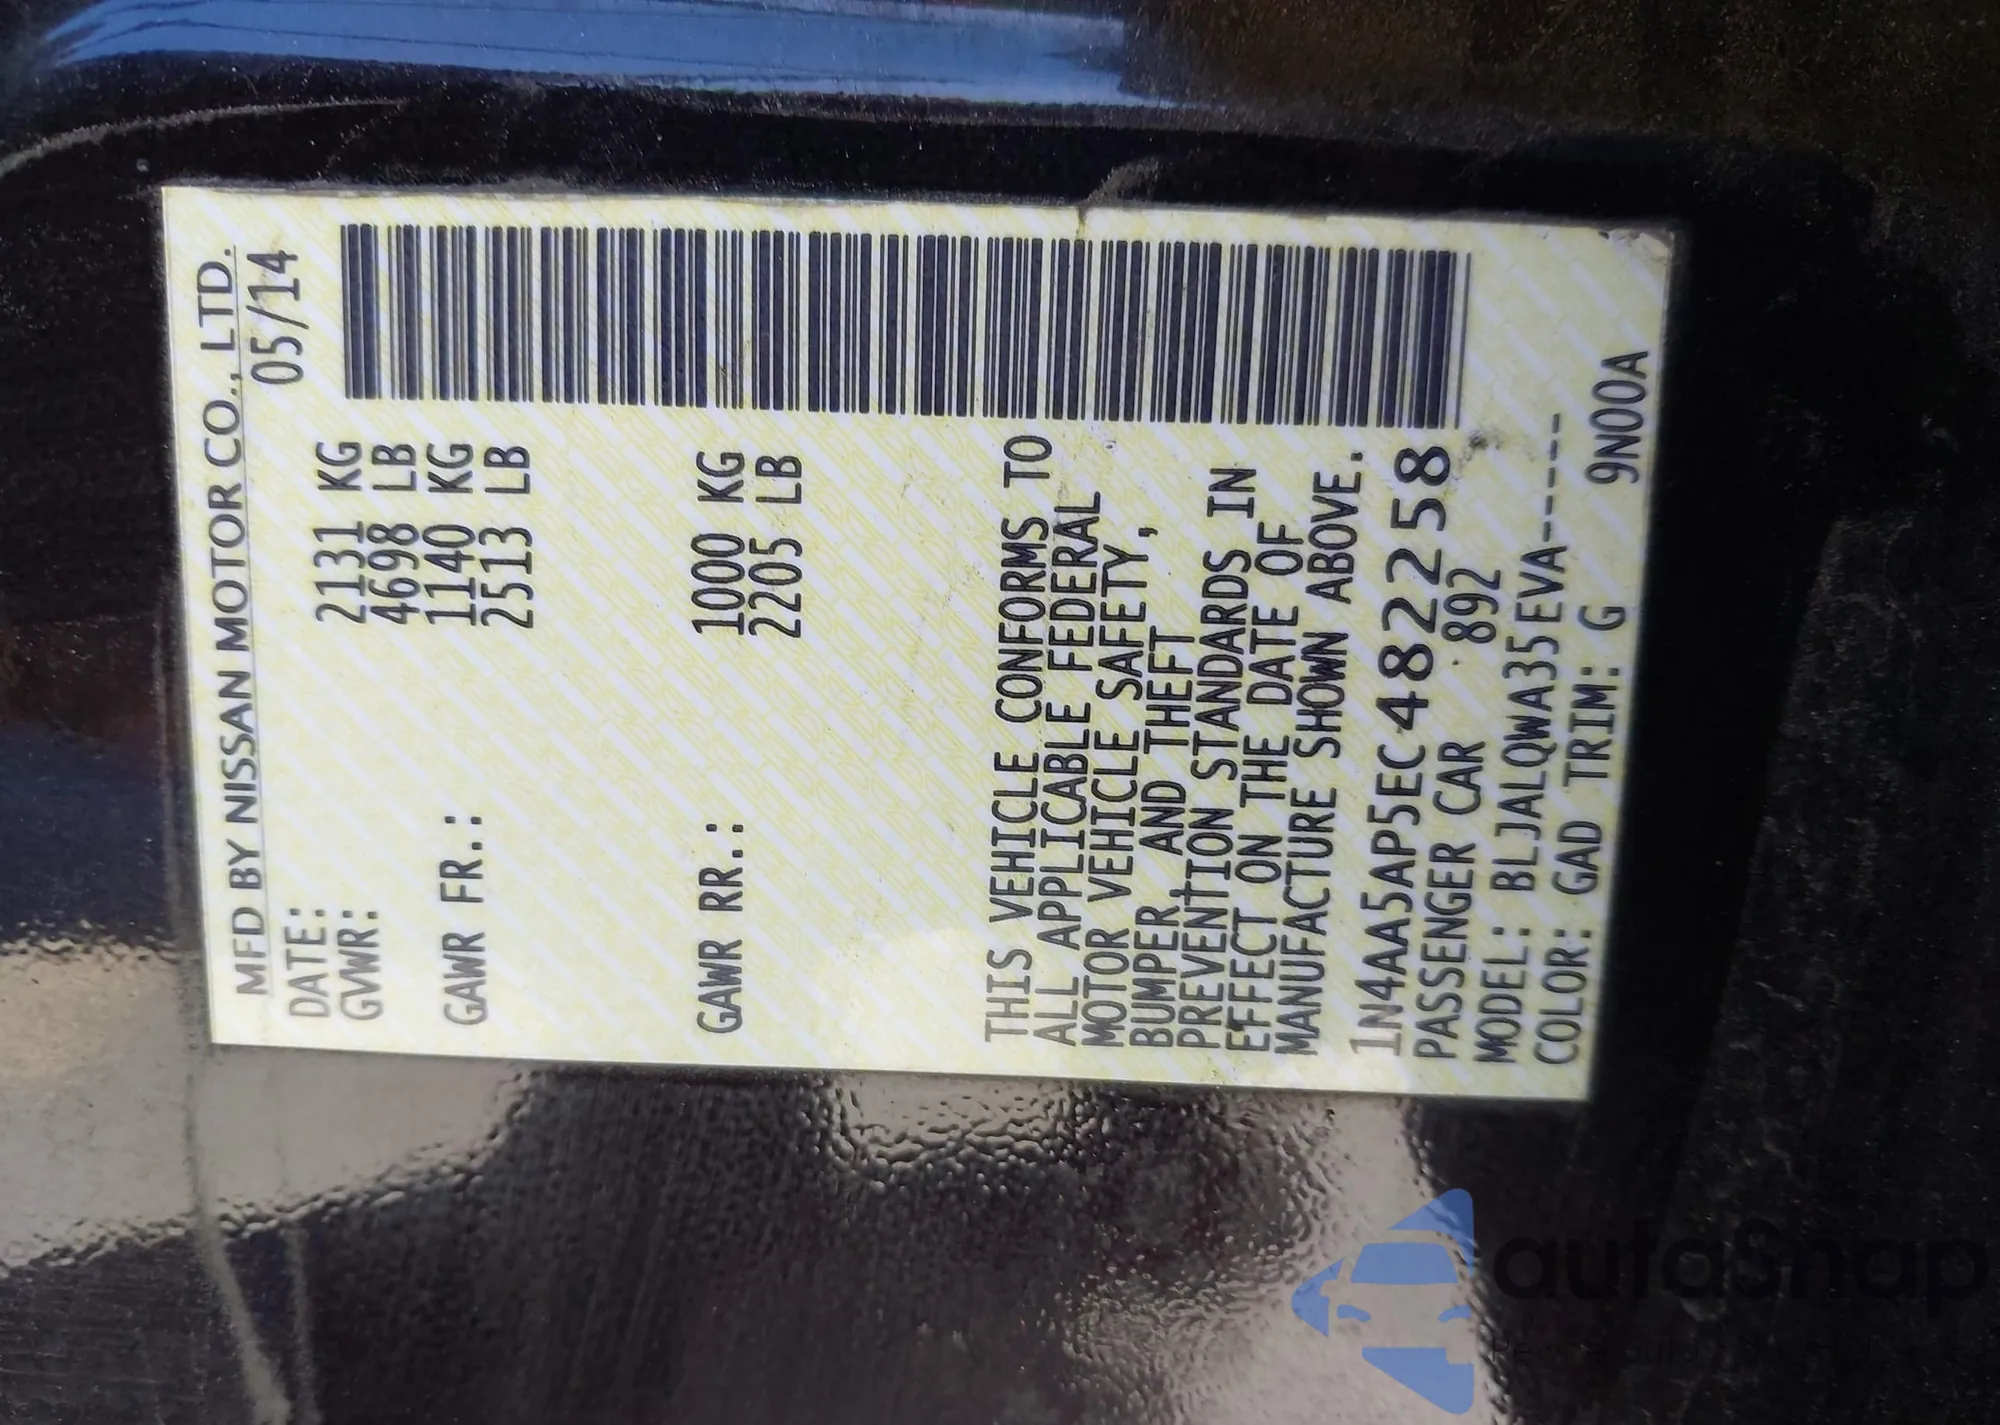 MFD BY NISSAN MOTOR CO., LTD.
DATE: 05/14
GVWR: 2131 KG
4698 LB
GAWR FR.: 1140 KG
2513 LB
GAWR RR.: 1000 KG
2205 LB
THIS VEHICLE CONFORMS TO
ALL APPLICABLE FEDERAL
MOTOR VEHICLE SAFETY,
BUMPER AND THEFT
PREVENTION STANDARDS IN
EFFECT ON THE DATE OF
MANUFACTURE SHOWN ABOVE.
1N4AA5AP5EC482258
PASSENGER CAR 892
MODEL: BLJALQWA35EVA-----
COLOR: GAD TRIM: G 9N00A
autaSnap